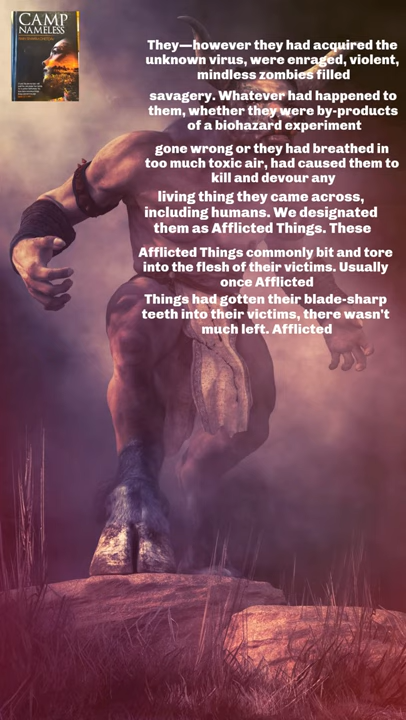 CAMP
NAMELESS
They—however they had acquired the
unknown virus, were enraged, violent,
mindless zombies filled
savagery. Whatever had happened to
them, whether they were by-products
of a biohazard experiment
gone wrong or they had breathed in
too much toxic air, had caused them to
kill and devour any
living thing they came across,
including humans. We designated
them as Afflicted Things. These
Afflicted Things commonly bit and tore
into the flesh of their victims. Usually
once Afflicted
Things had gotten their blade-sharp
teeth into their victims, there wasn't
much left. Afflicted